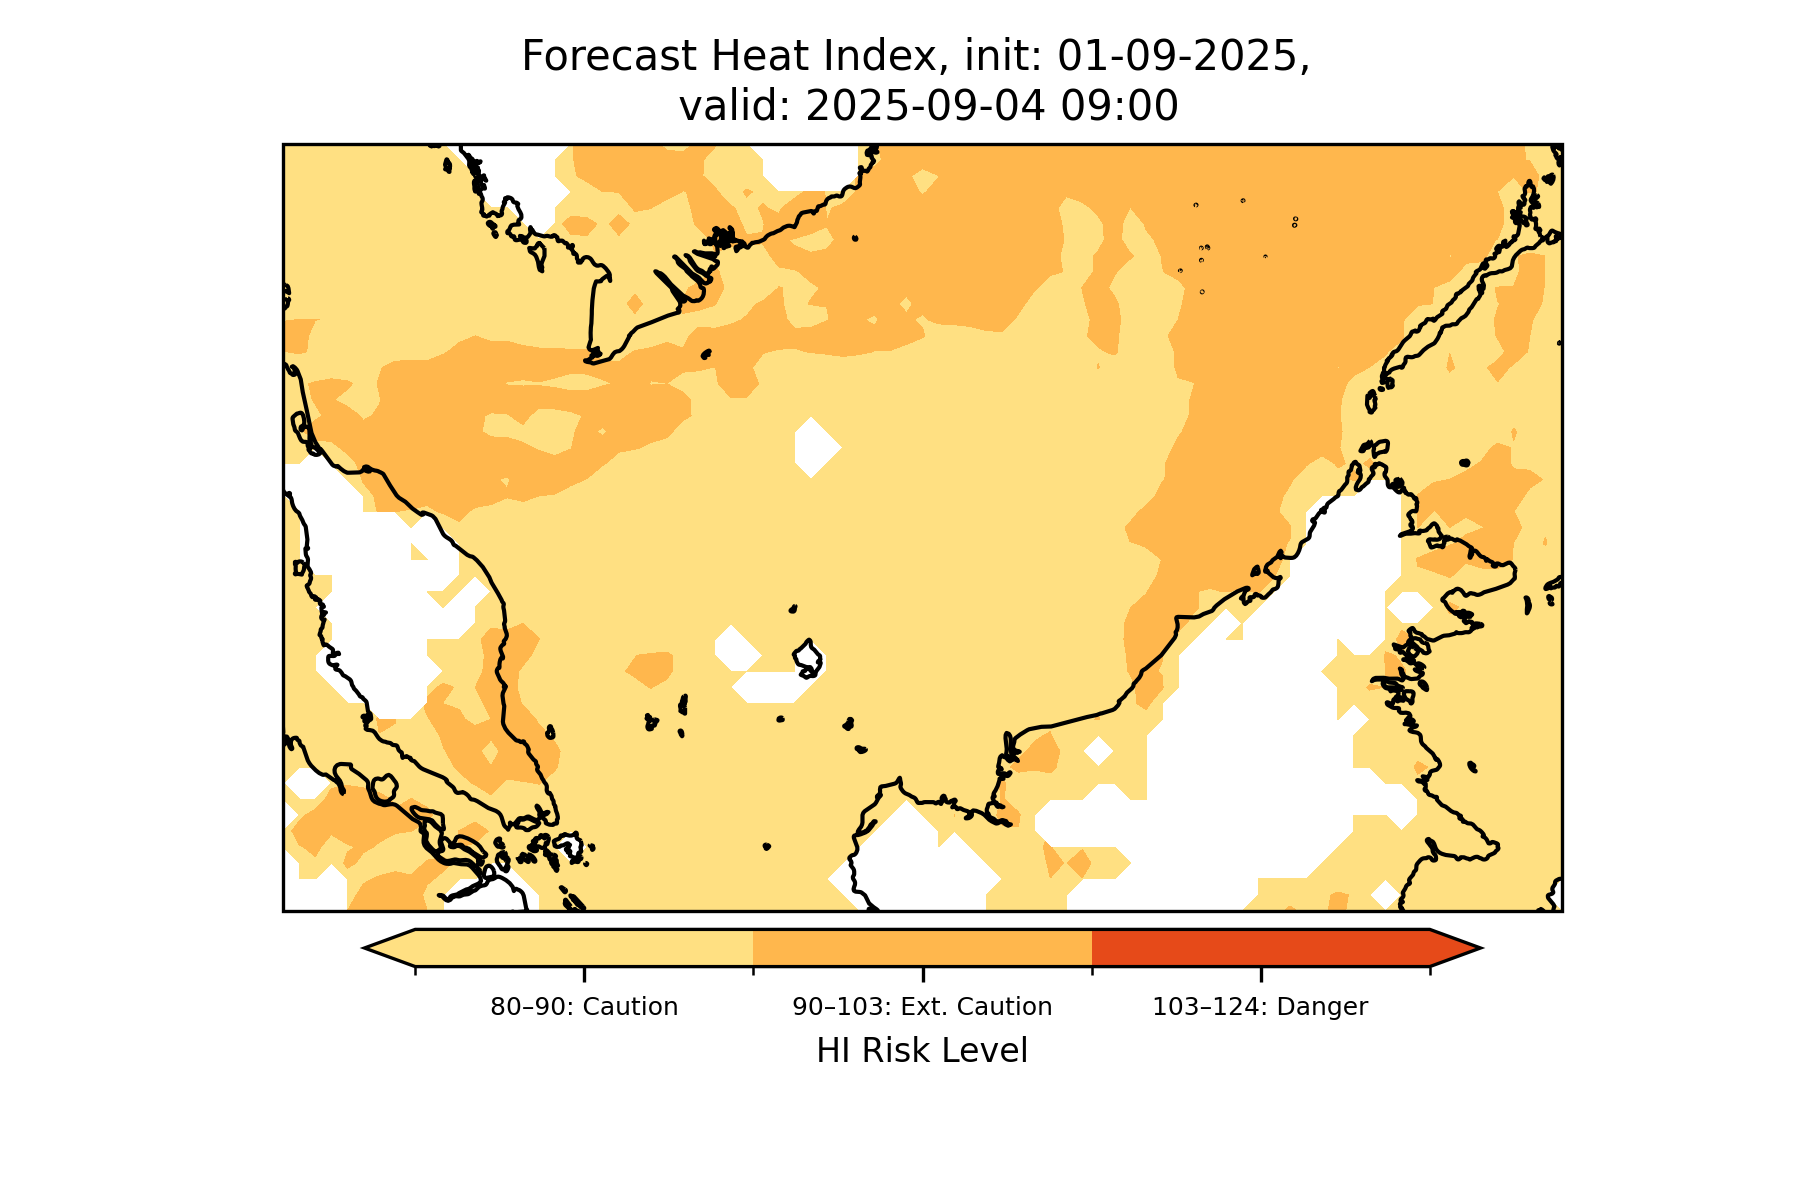 Forecast Heat Index, init: 01-09-2025,
valid: 2025-09-04 09:00
80–90: Caution
90–103: Ext. Caution
103–124: Danger
HI Risk Level